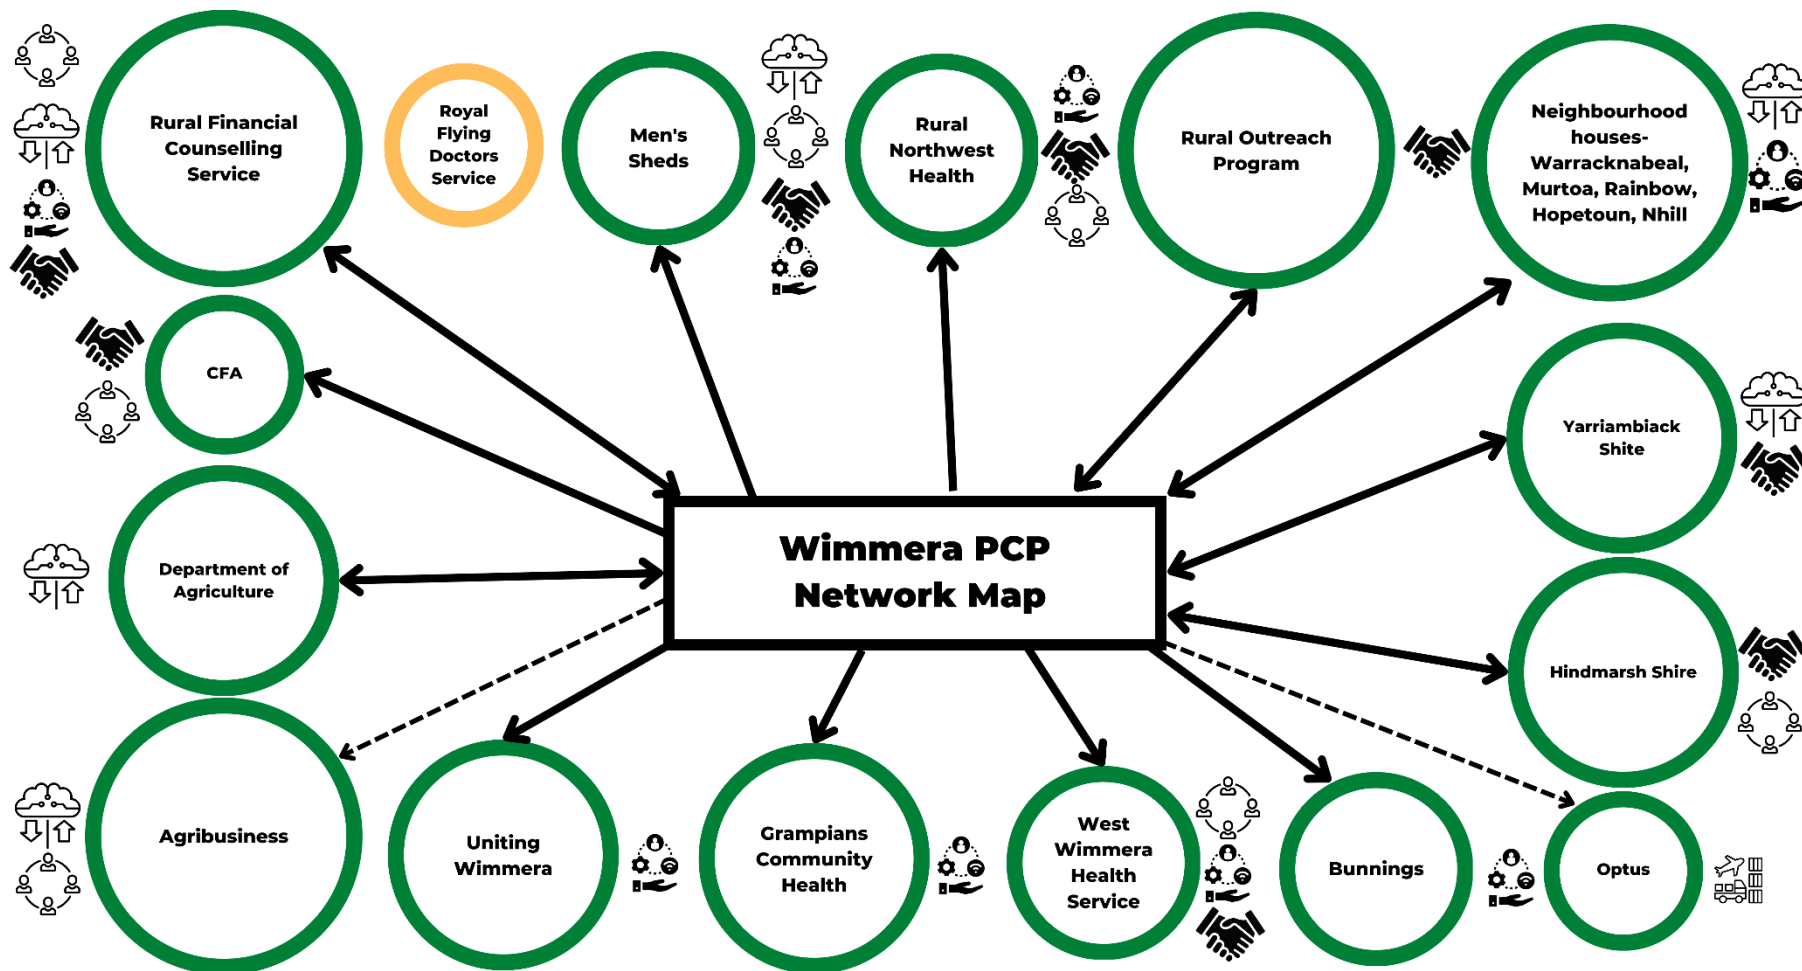 Rural Financial
Counselling
Service
Royal
Flying
Doctors
Service
Men's
Sheds
Rural
Northwest
Health
Rural Outreach
Program
Neighbourhood
houses-
Warracknabeal,
Murtoa, Rainbow,
Hopetoun, Nhill
CFA
Yarriambiack
Shite
Department of
Agriculture
Wimmera PCP
Network Map
Hindmarsh Shire
Agribusiness
Uniting
Wimmera
Grampians
Community
Health
West
Wimmera
Health
Service
Bunnings
Optus